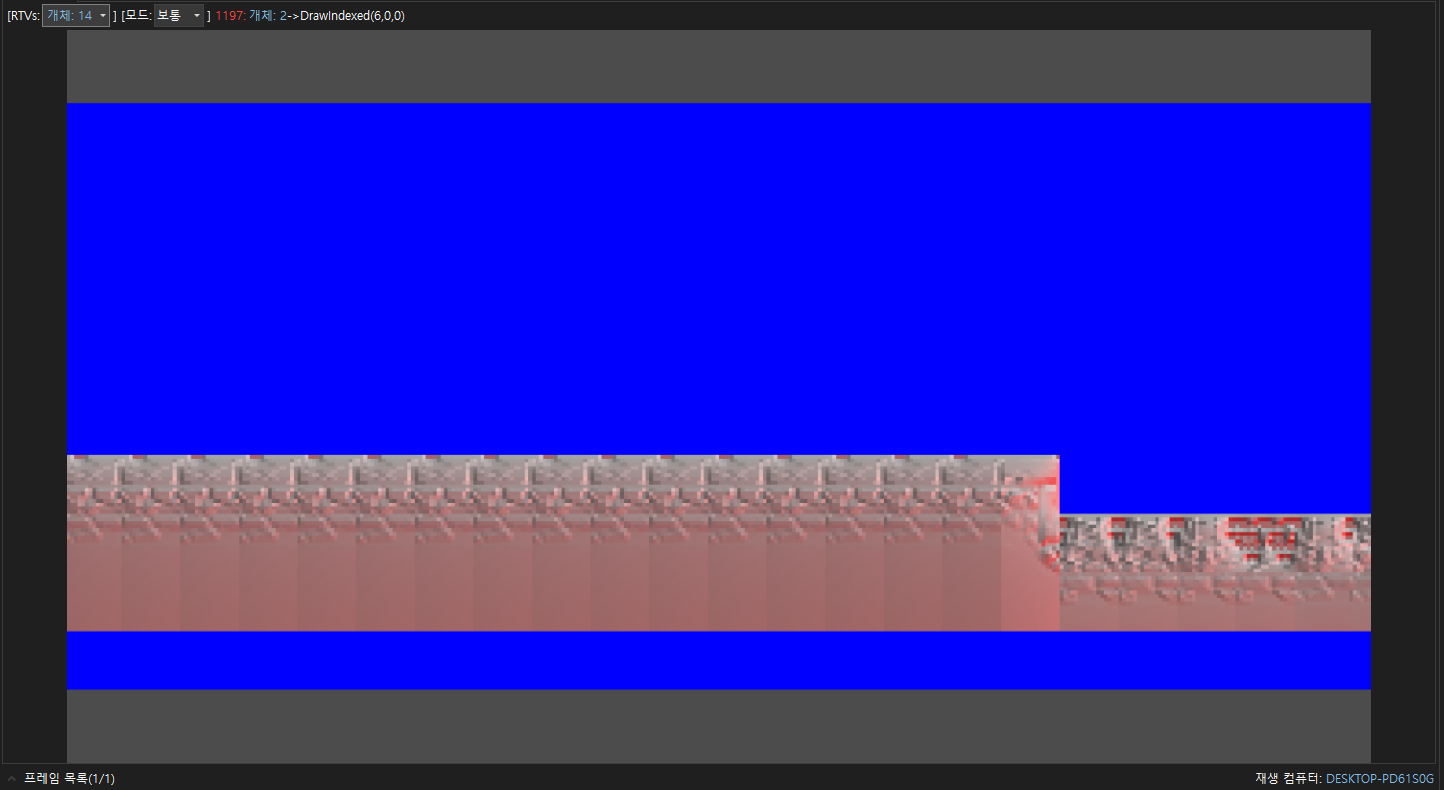 [RTVs: 개체: 14 ] [모드: 보통 ] 1197: 개체: 2->DrawIndexed(6,0,0)
프레임 목록(1/1)
재생 컴퓨터: DESKTOP-PD61S0G